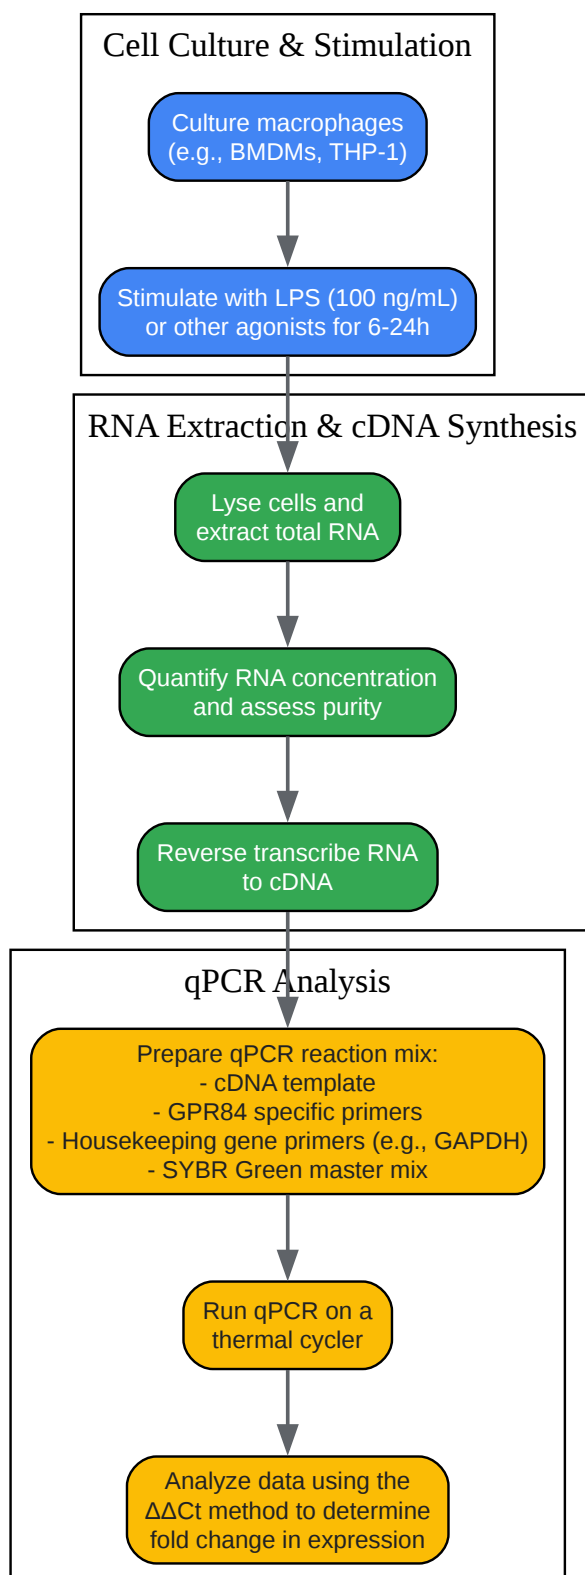 Cell Culture & Stimulation
Culture macrophages
(e.g., BMDMs, THP-1)
Stimulate with LPS (100 ng/mL)
or other agonists for 6-24h
RNA Extraction & cDNA Synthesis
Lyse cells and
extract total RNA
Quantify RNA concentration
and assess purity
Reverse transcribe RNA
to cDNA
qPCR Analysis
Prepare qPCR reaction mix:
- cDNA template
- GPR84 specific primers
- Housekeeping gene primers (e.g., GAPDH)
- SYBR Green master mix
Run qPCR on a
thermal cycler
Analyze data using the
ΔΔCt method to determine
fold change in expression